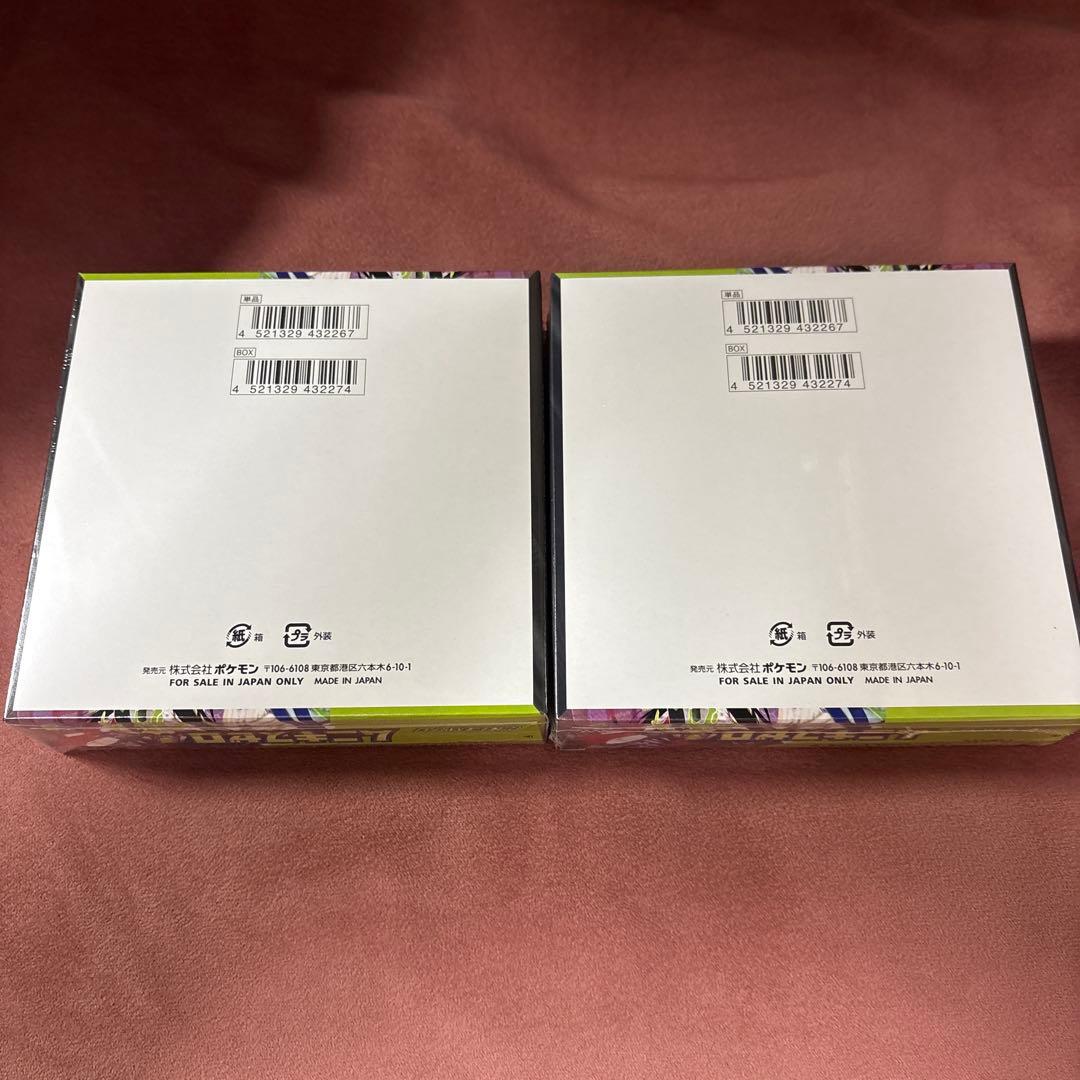 単品
4 521329 432267
BOX
4 521329 432274
紙 箱 プラ 外装
発売元 株式会社ポケモン 〒106-6108 東京都港区六本木6-10-1
FOR SALE IN JAPAN ONLY MADE IN JAPAN
単品
4 521329 432267
BOX
4 521329 432274
紙 箱 プラ 外装
発売元 株式会社ポケモン 〒106-6108 東京都港区六本木6-10-1
FOR SALE IN JAPAN ONLY MADE IN JAPAN